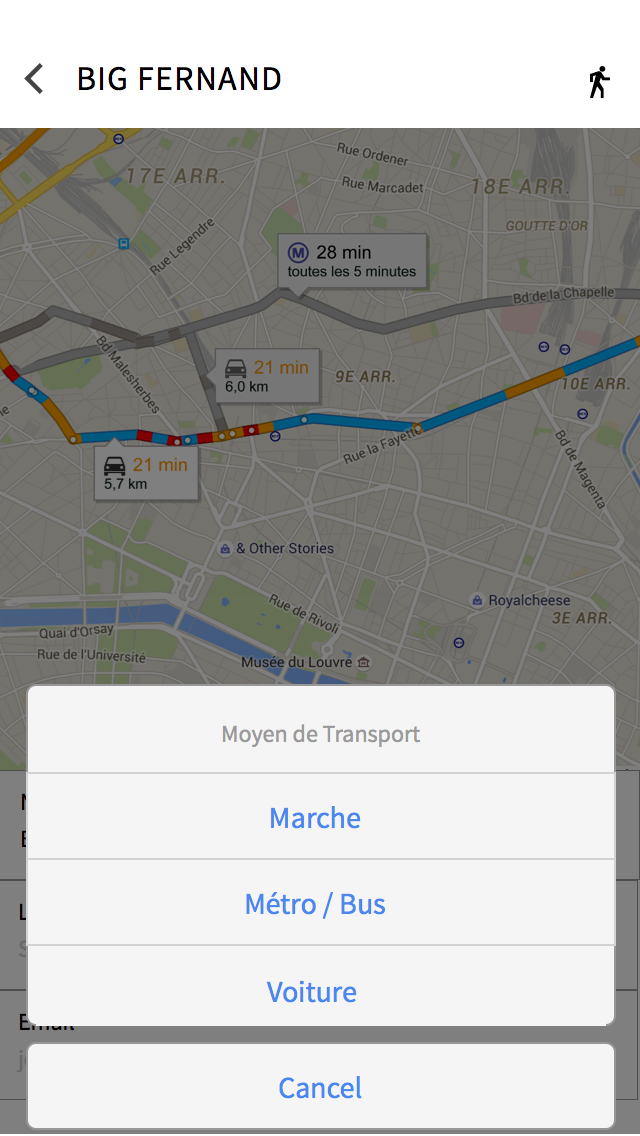 BIG FERNAND
Rue Ordener
17E ARR.
Rue Marcadet
18E ARR.
GOUTTE D'OR
Rue Legendre
M 28 min
toutes les 5 minutes
Bd de la Chapelle
Bd Malesherbes
21 min
6,0 km
9E ARR.
10E ARR.
Rue la Fayette
21 min
5,7 km
Bd de Magenta
& Other Stories
Royalcheese
Rue de Rivoli
3E ARR.
Quai d'Orsay
Rue de l'Université
Musée du Louvre
Moyen de Transport
Marche
Métro / Bus
Voiture
Email
Cancel